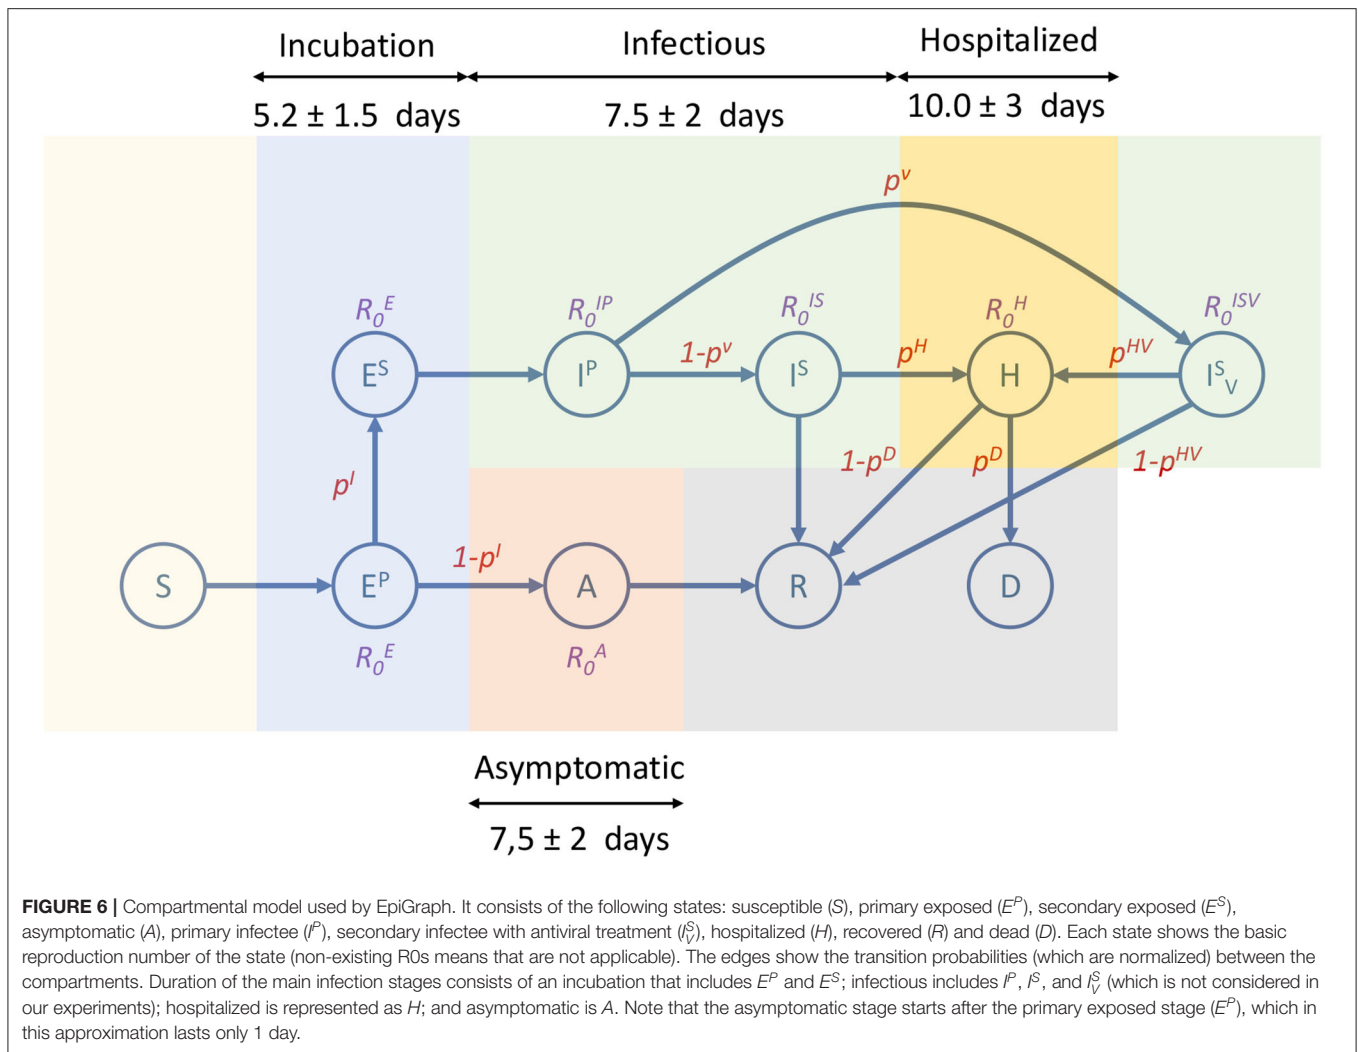 Incubation
Infectious
Hospitalized
5.2 ± 1.5 days
7.5 ± 2 days
10.0 ± 3 days
p^v
R_0^E
R_0^IP
R_0^IS
R_0^H
R_0^ISV
E^S
I^P
1-p^v
I^S
p^H
H
p^HV
I^S_V
p^I
1-p^D
p^D
1-p^HV
S
E^P
1-p^I
A
R
D
R_0^E
R_0^A
Asymptomatic
7,5 ± 2 days
FIGURE 6 | Compartmental model used by EpiGraph. It consists of the following states: susceptible (S), primary exposed (E^P), secondary exposed (E^S),
asymptomatic (A), primary infectee (I^P), secondary infectee with antiviral treatment (I_V^S), hospitalized (H), recovered (R) and dead (D). Each state shows the basic
reproduction number of the state (non-existing R0s means that are not applicable). The edges show the transition probabilities (which are normalized) between the
compartments. Duration of the main infection stages consists of an incubation that includes E^P and E^S; infectious includes I^P, I^S, and I_V^S (which is not considered in
our experiments); hospitalized is represented as H; and asymptomatic is A. Note that the asymptomatic stage starts after the primary exposed stage (E^P), which in
this approximation lasts only 1 day.